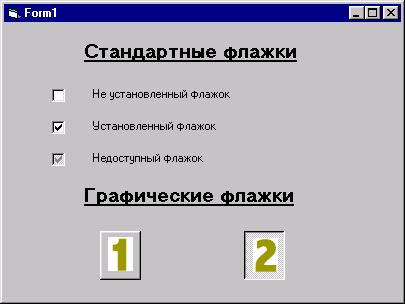 Form1
Стандартные флажки
Не установленный флажок
Установленный флажок
Недоступный флажок
Графические флажки
1 2